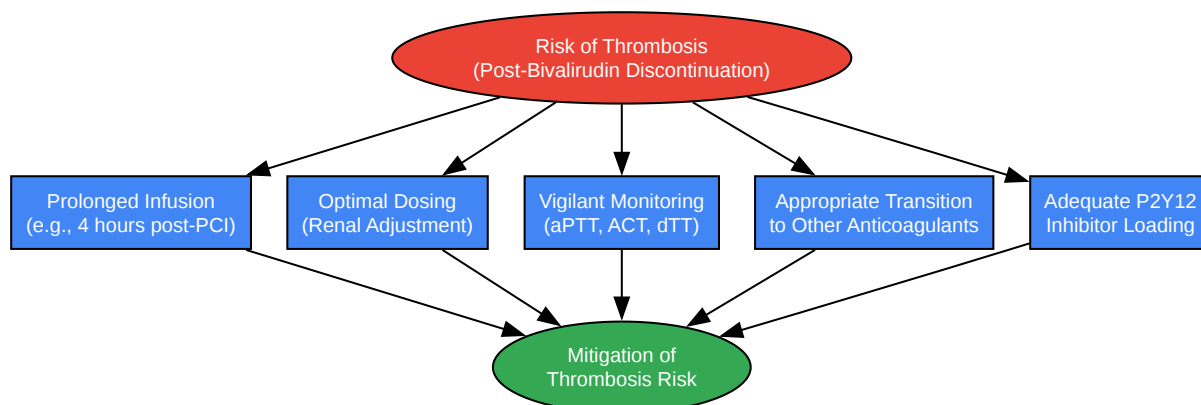 Risk of Thrombosis
(Post-Bivalirudin Discontinuation)
Prolonged Infusion
(e.g., 4 hours post-PCI)
Optimal Dosing
(Renal Adjustment)
Vigilant Monitoring
(aPTT, ACT, dTT)
Appropriate Transition
to Other Anticoagulants
Adequate P2Y12
Inhibitor Loading
Mitigation of
Thrombosis Risk